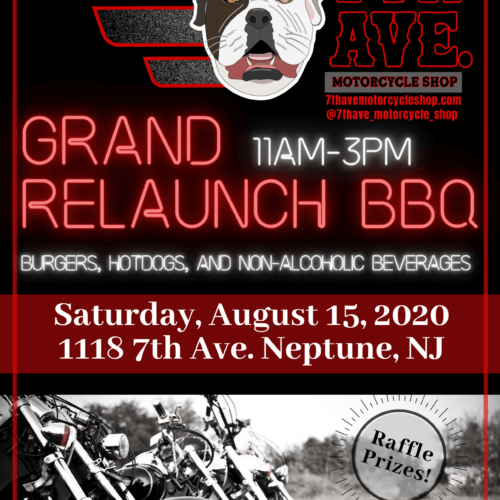 AVE.
MOTORCYCLE SHOP
7thavemotorcycleshop.com
@7thave_motorcycle_shop
GRAND 11AM-3PM
RELAUNCH BBQ
BURGERS, HOTDOGS, AND NON-ALCOHOLIC BEVERAGES
Saturday, August 15, 2020
1118 7th Ave. Neptune, NJ
Raffle
Prizes!